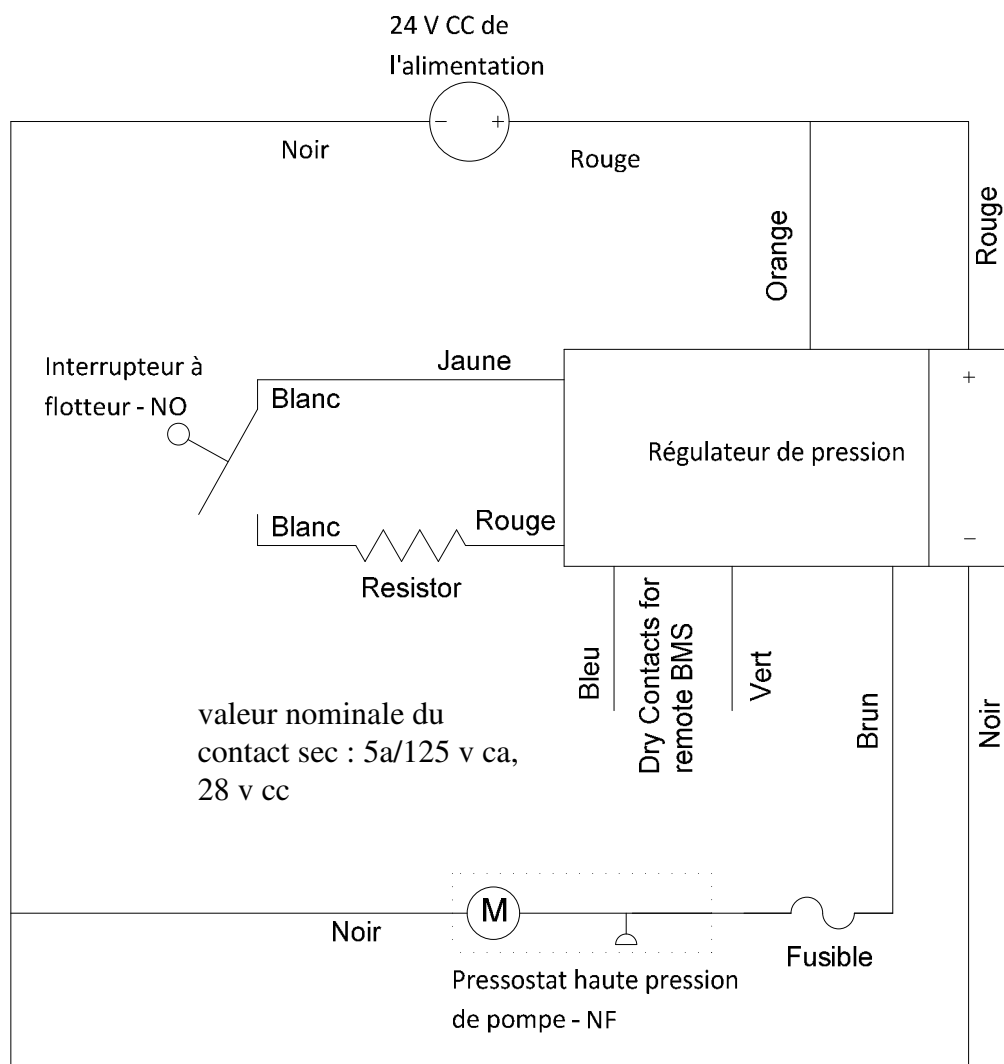 24 V CC de
l'alimentation
−
+
Noir
Rouge
Orange
Rouge
Interrupteur à
flotteur - NO
Jaune
Blanc
+
Régulateur de pression
Blanc
Rouge
−
Resistor
Bleu
Dry Contacts for
remote BMS
Vert
Brun
Noir
valeur nominale du
contact sec : 5a/125 v ca,
28 v cc
M
Noir
Fusible
Pressostat haute pression
de pompe - NF